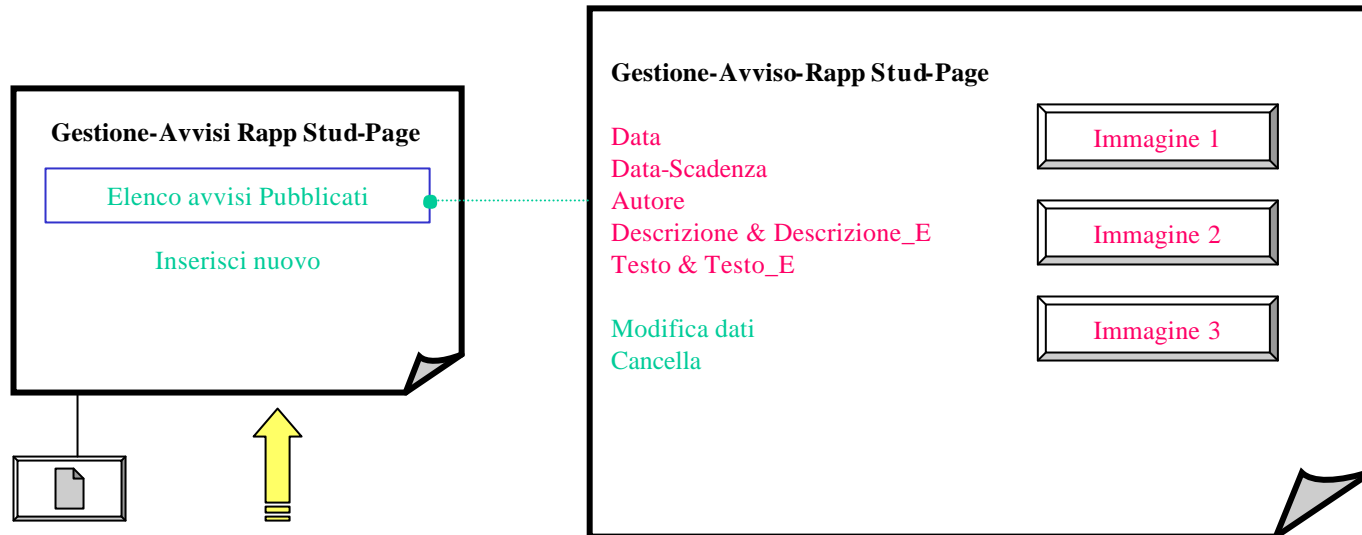 Gestione-Avvisi Rapp Stud-Page
Elenco avvisi Pubblicati
Inserisci nuovo
Gestione-Avviso-Rapp Stud-Page
Data
Data-Scadenza
Autore
Descrizione & Descrizione_E
Testo & Testo_E
Modifica dati
Cancella
Immagine 1
Immagine 2
Immagine 3